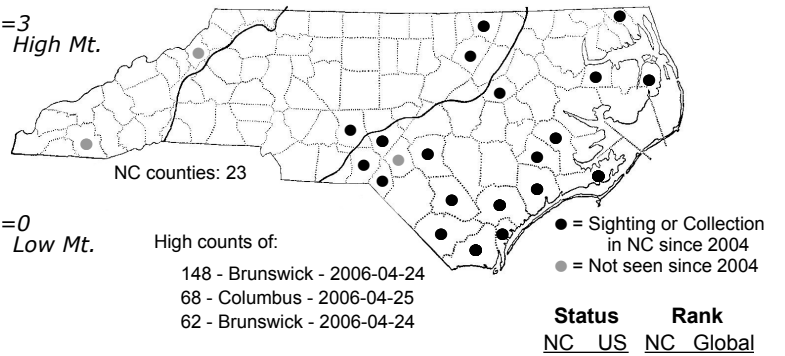 =3
High Mt.
NC counties: 23
=0
Low Mt.
High counts of:
148 - Brunswick - 2006-04-24
68 - Columbus - 2006-04-25
62 - Brunswick - 2006-04-24
= Sighting or Collection
in NC since 2004
= Not seen since 2004
Status Rank
NC US NC Global